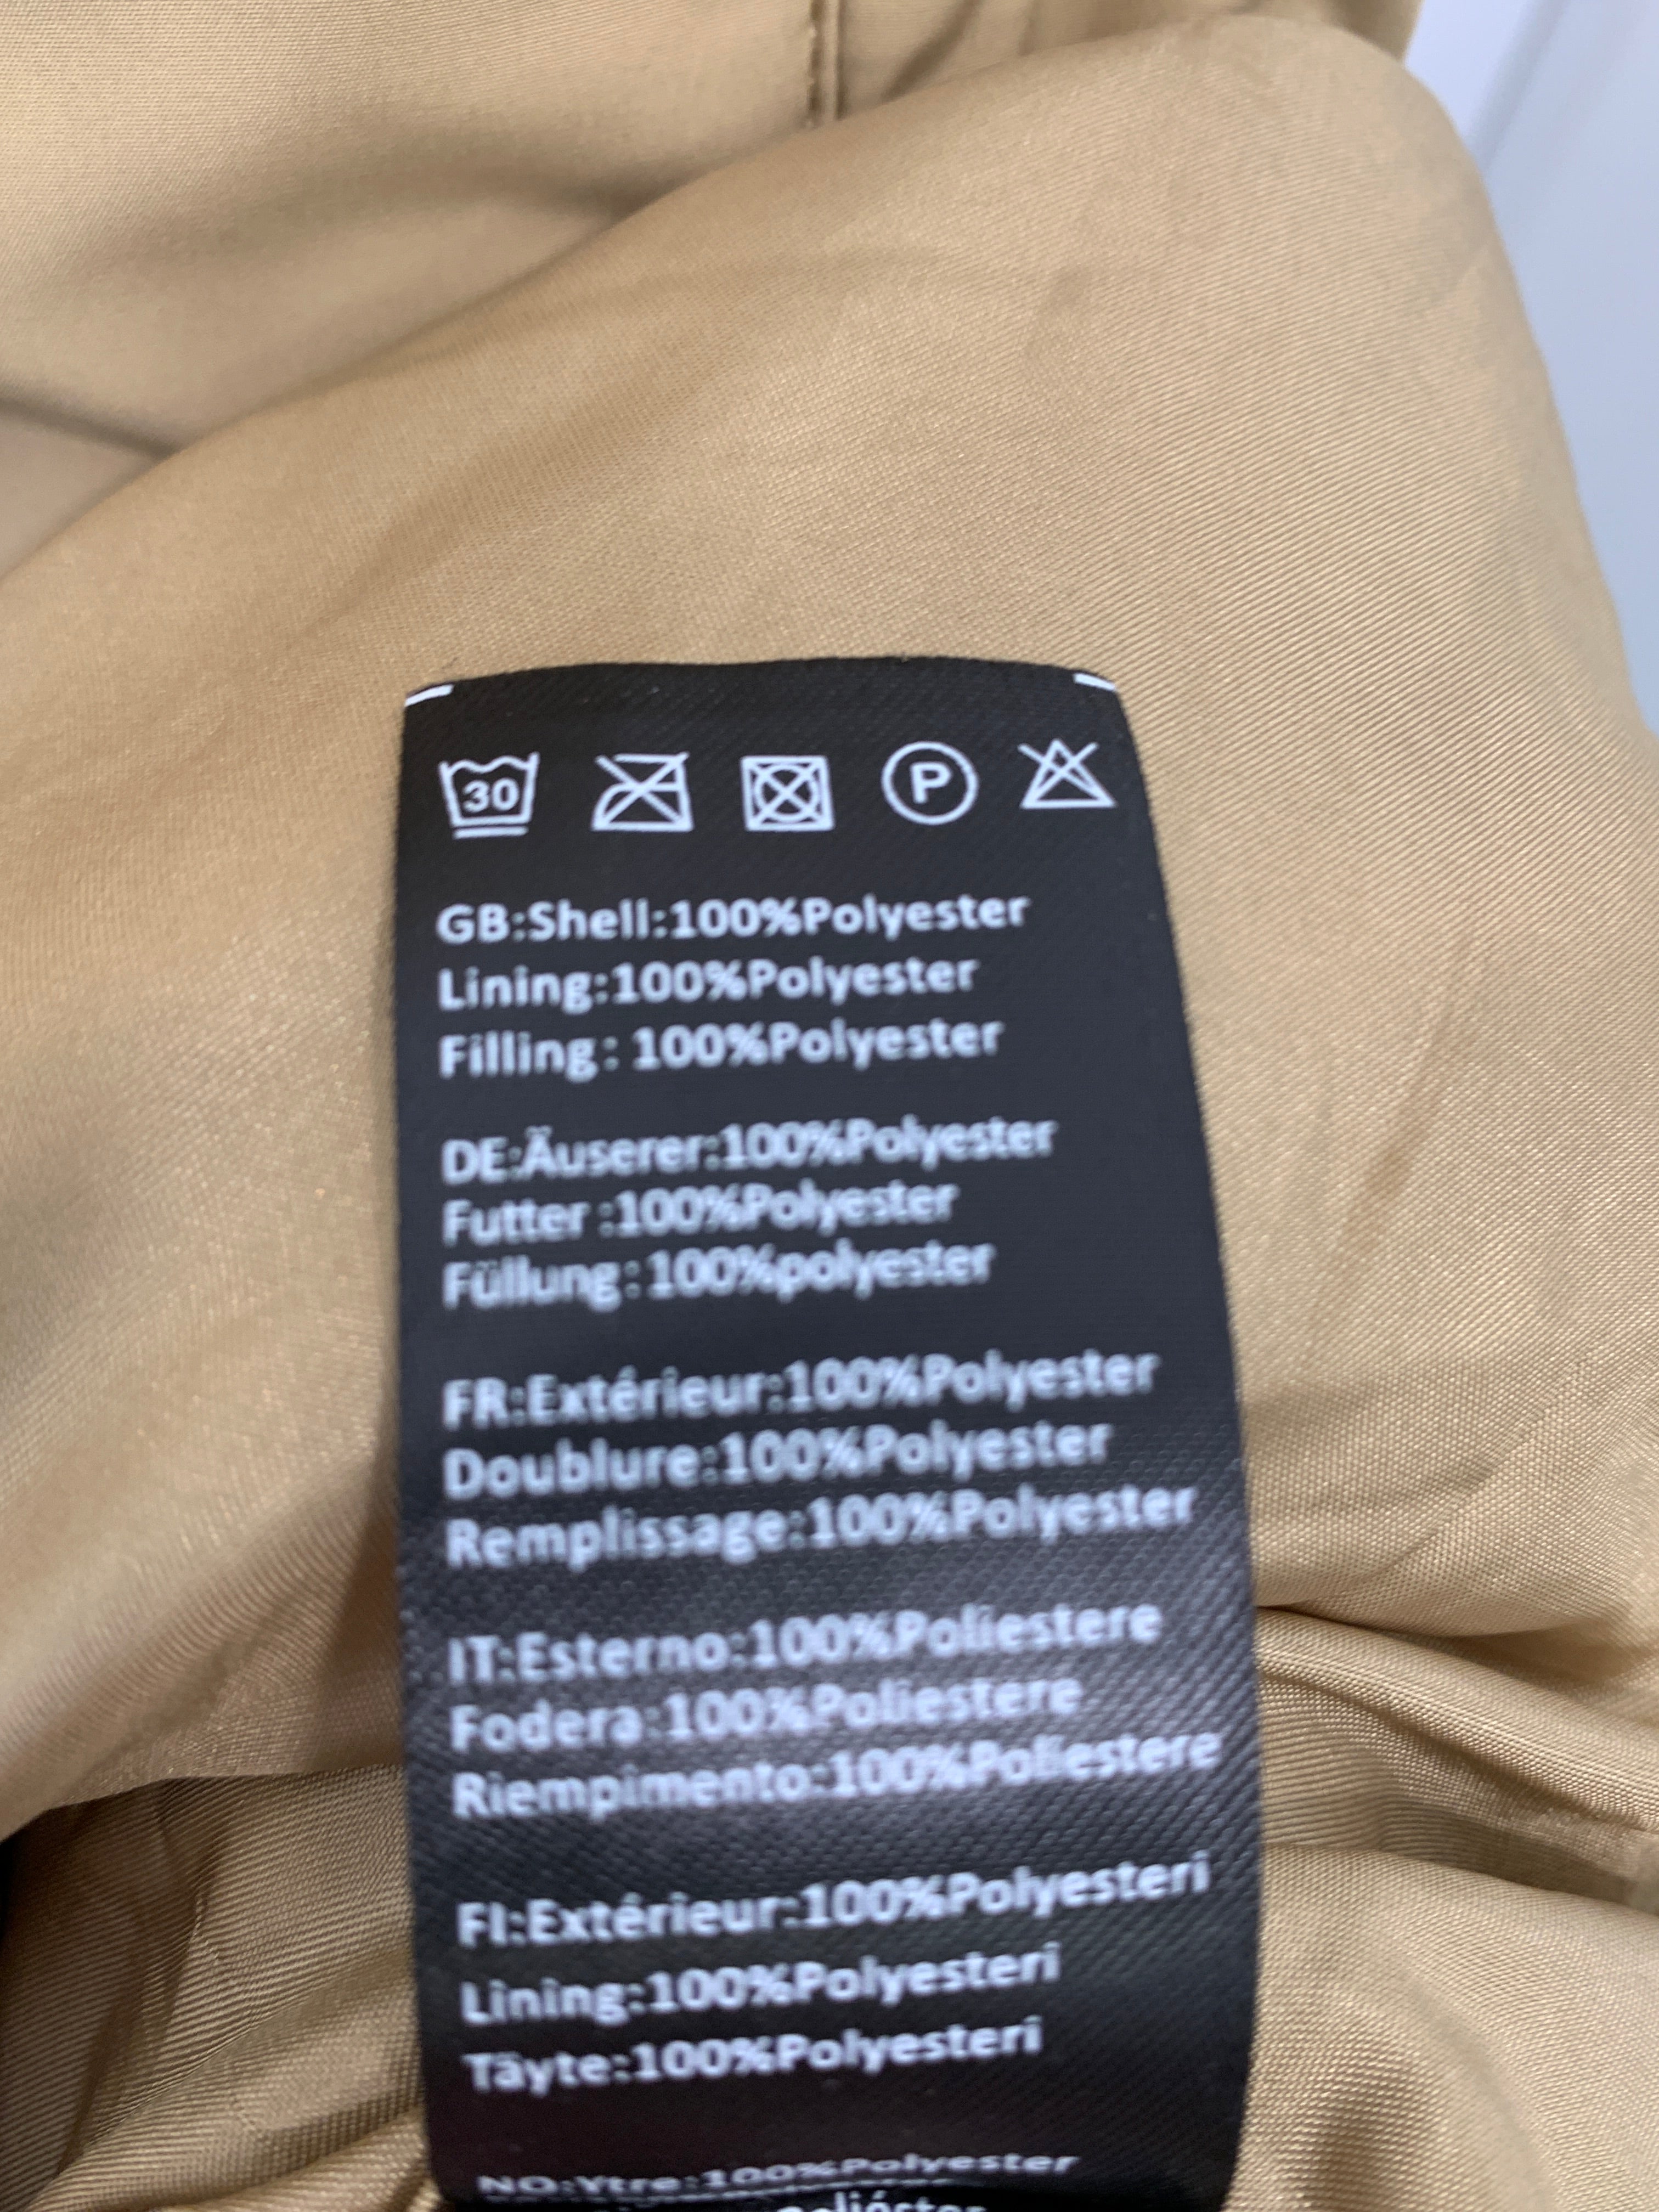 30 P
GB:Shell:100%Polyester
Lining:100%Polyester
Filling: 100%Polyester
DE:Äuserer:100%Polyester
Futter :100%Polyester
Füllung: 100%polyester
FR:Extérieur:100%Polyester
Doublure:100%Polyester
Remplissage:100%Polyester
IT:Esterno:100%Poliestere
Fodera:100%Poliestere
Riempimento:100%Poliestere
FI:Extérieur:100%Polyesteri
Lining:100%Polyesteri
Täyte:100%Polyesteri
NO:Ytre:100%Polyester